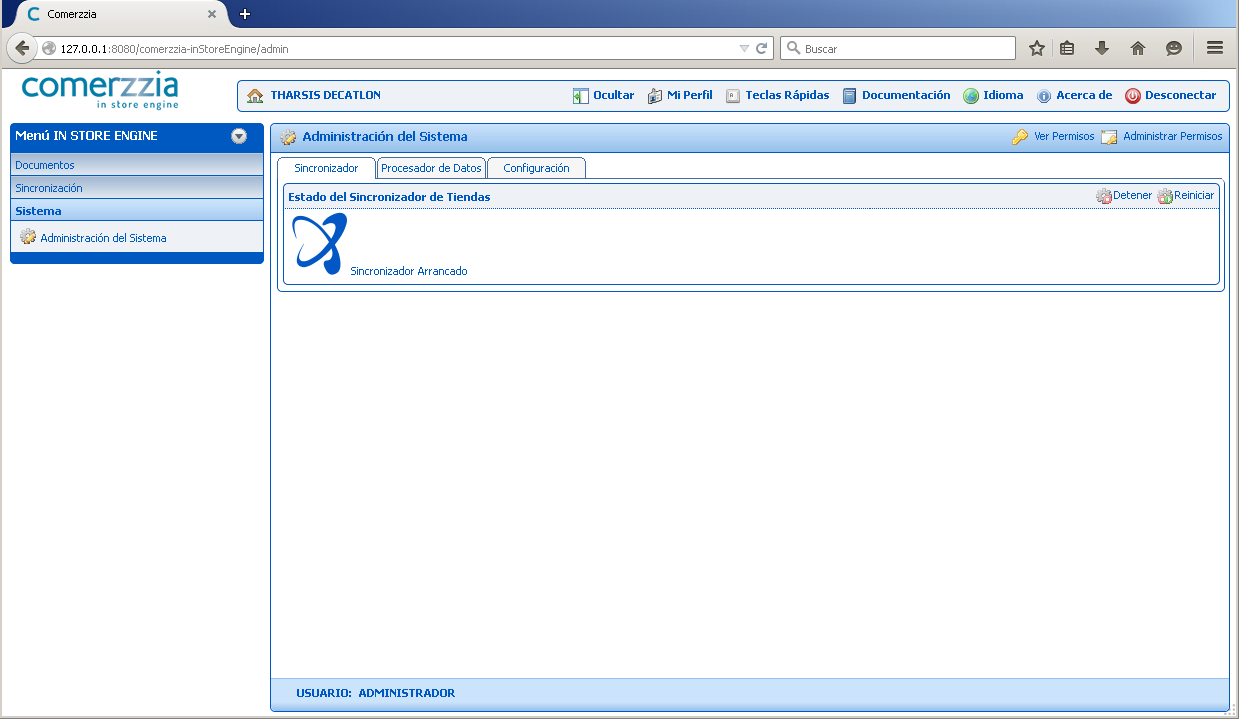 Comerzzia
127.0.0.1:8080/comerzzia-inStoreEngine/admin
Buscar
comerzzia
in store engine
THARSIS DECATLON
Ocultar
Mi Perfil
Teclas Rápidas
Documentación
Idioma
Acerca de
Desconectar
Menú IN STORE ENGINE
Documentos
Sincronización
Sistema
Administración del Sistema
Administración del Sistema
Ver Permisos
Administrar Permisos
Sincronizador
Procesador de Datos
Configuración
Estado del Sincronizador de Tiendas
Detener
Reiniciar
Sincronizador Arrancado
USUARIO: ADMINISTRADOR